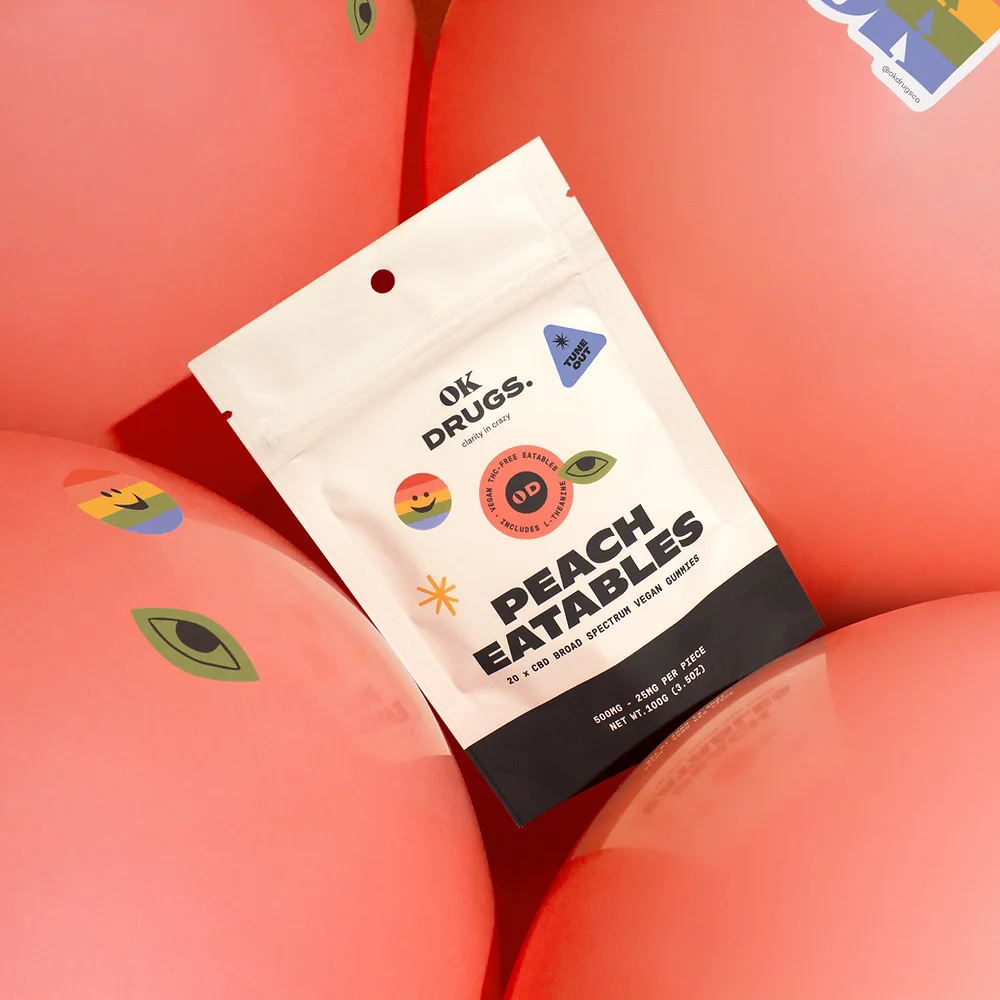 @okdrugsco
TUNE
OUT
OK
DRUGS.
clarity in crazy
VEGAN THC-FREE EATABLES
OD
· INCLUDES L-THEANINE ·
PEACH
EATABLES
20 x CBD BROAD SPECTRUM VEGAN GUMMIES
500MG - 25MG PER PIECE
NET WT.100G (3.5OZ)